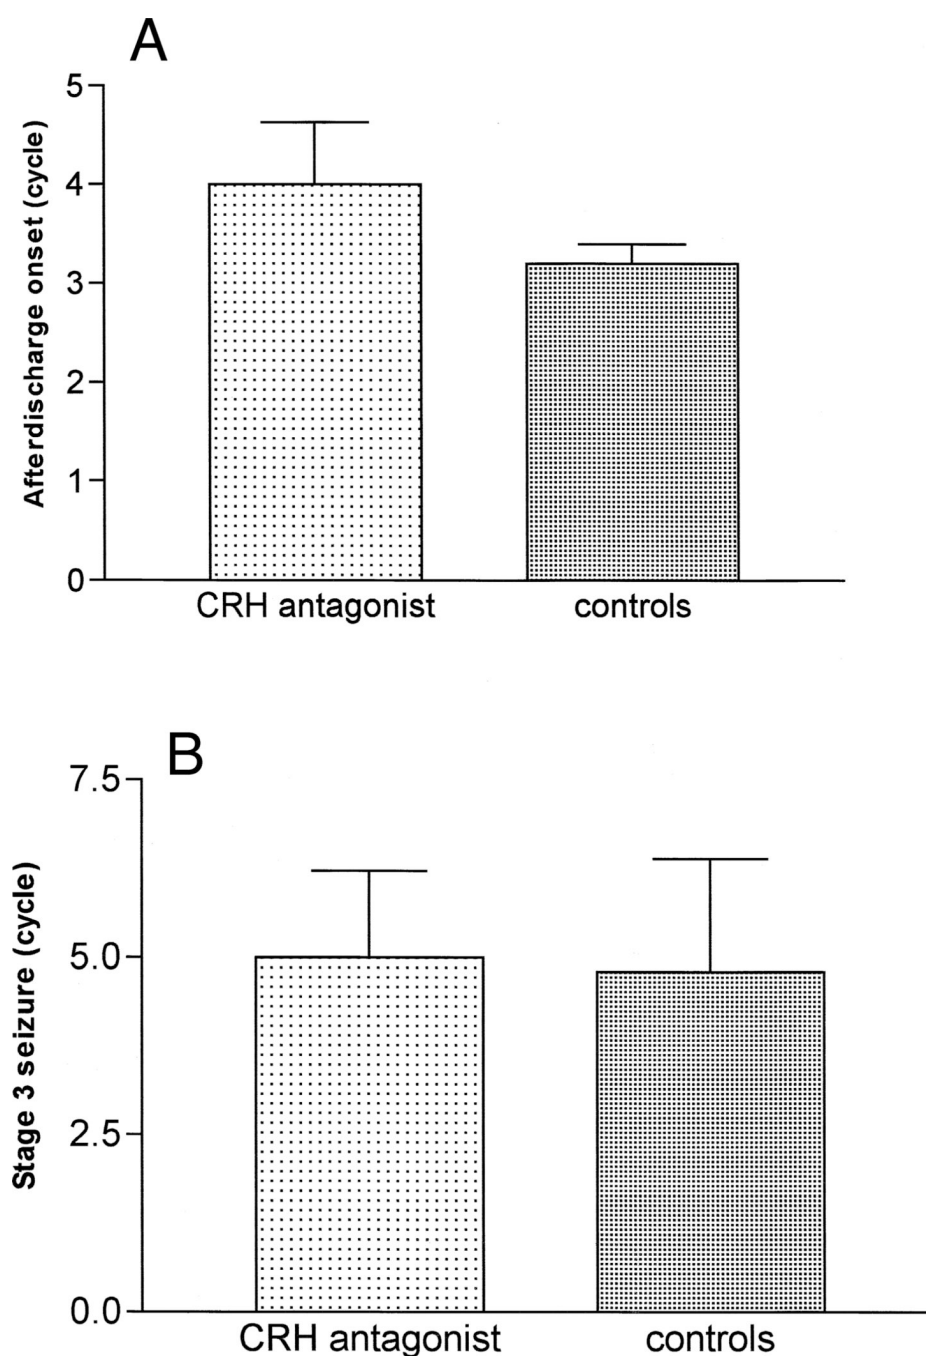 A
Afterdischarge onset (cycle)
5
4
3
2
1
0
CRH antagonist
controls
B
Stage 3 seizure (cycle)
7.5
5.0
2.5
0.0
CRH antagonist
controls